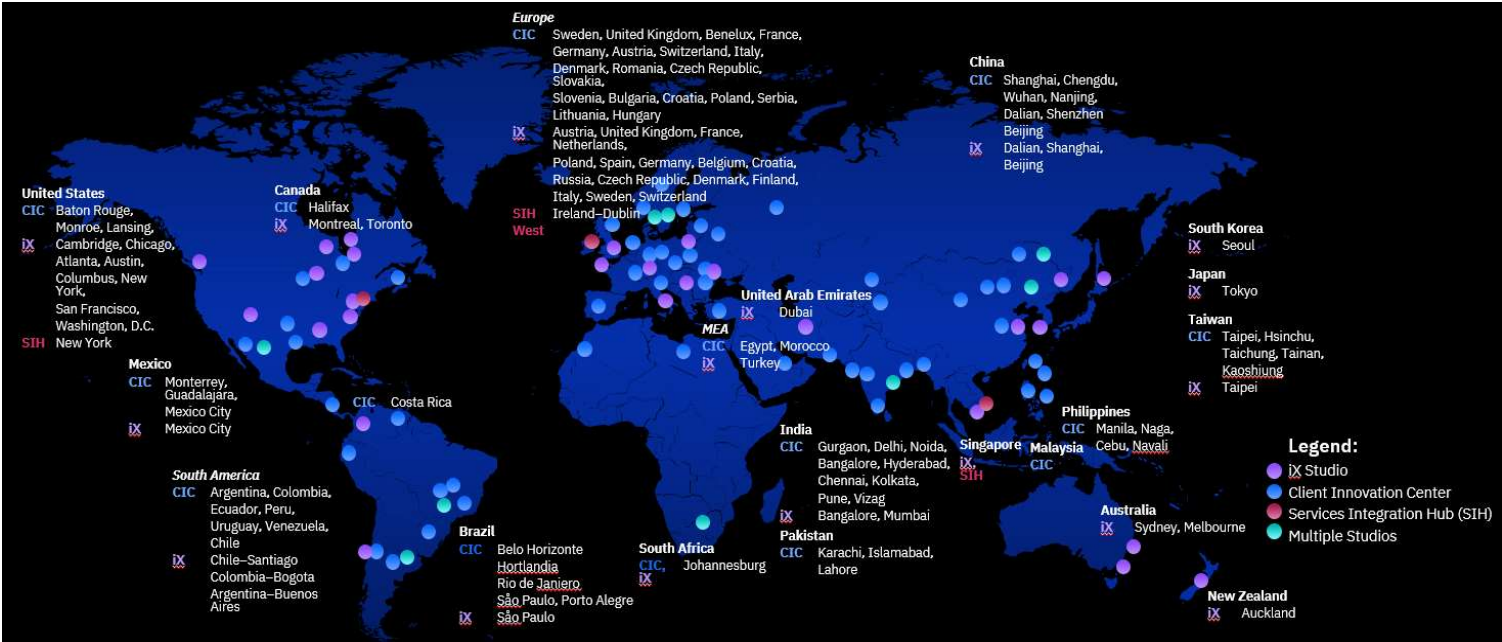 Europe
CIC Sweden, United Kingdom, Benelux, France,
Germany, Austria, Switzerland, Italy,
Denmark, Romania, Czech Republic,
Slovakia,
Slovenia, Bulgaria, Croatia, Poland, Serbia,
Lithuania, Hungary
iX Austria, United Kingdom, France,
Netherlands,
Poland, Spain, Germany, Belgium, Croatia,
Russia, Czech Republic, Denmark, Finland,
Italy, Sweden, Switzerland
SIH Ireland–Dublin
West
China
CIC Shanghai, Chengdu,
Wuhan, Nanjing,
Dalian, Shenzhen
Beijing
iX Dalian, Shanghai,
Beijing
United States
CIC Baton Rouge,
Monroe, Lansing,
iX Cambridge, Chicago,
Atlanta, Austin,
Columbus, New
York,
San Francisco,
Washington, D.C.
SIH New York
Canada
CIC Halifax
iX Montreal, Toronto
South Korea
iX Seoul
Japan
iX Tokyo
Taiwan
CIC Taipei, Hsinchu,
Taichung, Tainan,
Kaoshiung
iX Taipei
United Arab Emirates
iX Dubai
MEA
CIC Egypt, Morocco
iX Turkey
Mexico
CIC Monterrey,
Guadalajara,
Mexico City
iX Mexico City
CIC Costa Rica
South America
CIC Argentina, Colombia,
Ecuador, Peru,
Uruguay, Venezuela,
Chile
iX Chile–Santiago
Colombia–Bogota
Argentina–Buenos
Aires
Brazil
CIC Belo Horizonte
Hortlandia
Rio de Janiero
São Paulo, Porto Alegre
iX São Paulo
South Africa
CIC, Johannesburg
iX
India
CIC Gurgaon, Delhi, Noida,
Bangalore, Hyderabad,
Chennai, Kolkata,
Pune, Vizag
iX Bangalore, Mumbai
Pakistan
CIC Karachi, Islamabad,
Lahore
Singapore
iX,
SIH
Malaysia
CIC
Philippines
CIC Manila, Naga,
Cebu, Navali
Australia
iX Sydney, Melbourne
New Zealand
iX Auckland
Legend:
iX Studio
Client Innovation Center
Services Integration Hub (SIH)
Multiple Studios